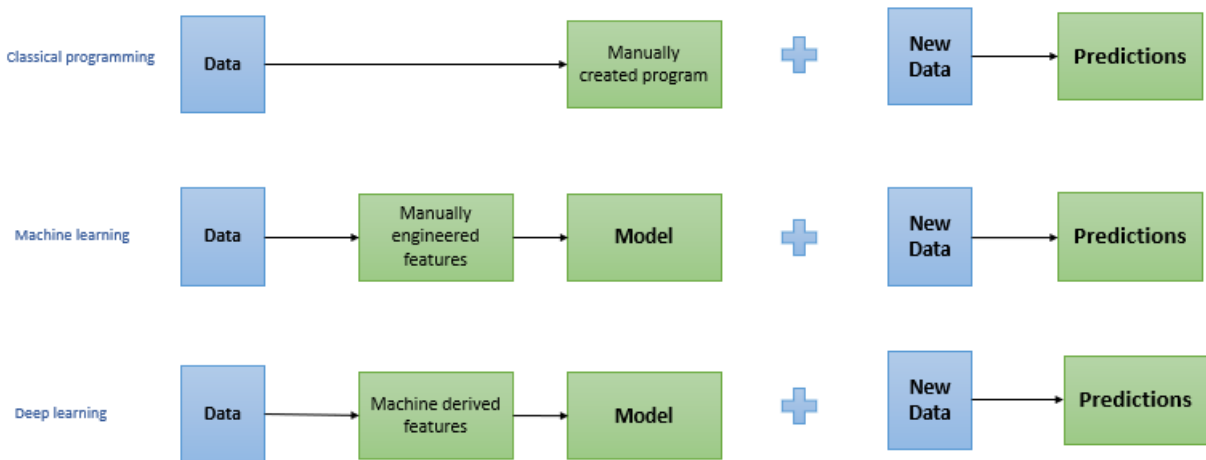 Classical programming
Data
Manually
created program
New
Data
Predictions
Machine learning
Data
Manually
engineered
features
Model
New
Data
Predictions
Deep learning
Data
Machine derived
features
Model
New
Data
Predictions